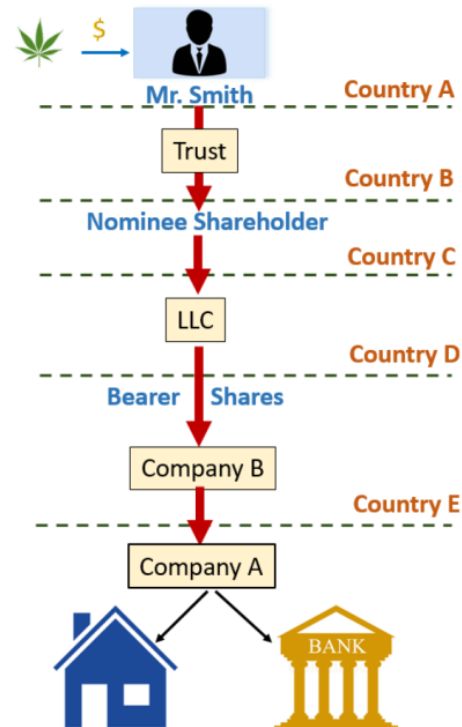 $
Mr. Smith
Country A
Trust
Country B
Nominee Shareholder
Country C
LLC
Country D
Bearer Shares
Company B
Country E
Company A
BANK